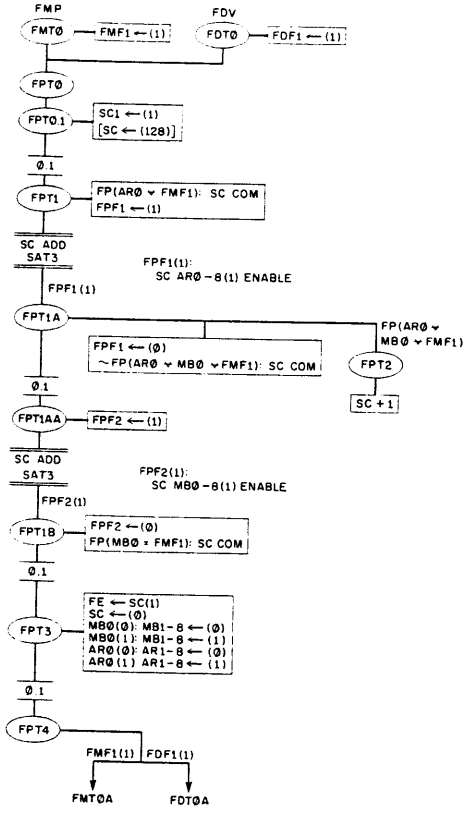 FMP FDV
FMTØ FMF1 ← (1) FDTØ FDF1 ← (1)
FPTØ
FPTØ.1 SC1 ← (1)
[SC ← (128)]
Ø.1
FPT1 FP(ARØ ⩝ FMF1): SC COM
FPF1 ← (1)
SC ADD
SAT3
FPF1(1):
SC ARØ-8(1) ENABLE
FPF1(1)
FPT1A
FP(ARØ ⩝
MBØ ⩝ FMF1)
FPF1 ← (Ø)
~FP(ARØ ⩝ MBØ ⩝ FMF1): SC COM
FPT2
SC + 1
Ø.1
FPT1AA FPF2 ← (1)
SC ADD
SAT3
FPF2(1):
SC MBØ-8(1) ENABLE
FPF2(1)
FPT1B FPF2 ← (Ø)
FP(MBØ = FMF1): SC COM
Ø.1
FPT3 FE ← SC(1)
SC ← (Ø)
MBØ(Ø): MB1-8 ← (Ø)
MBØ(1): MB1-8 ← (1)
ARØ(Ø): AR1-8 ← (Ø)
ARØ(1) AR1-8 ← (1)
Ø.1
FPT4
FMF1(1) FDF1(1)
FMTØA FDTØA